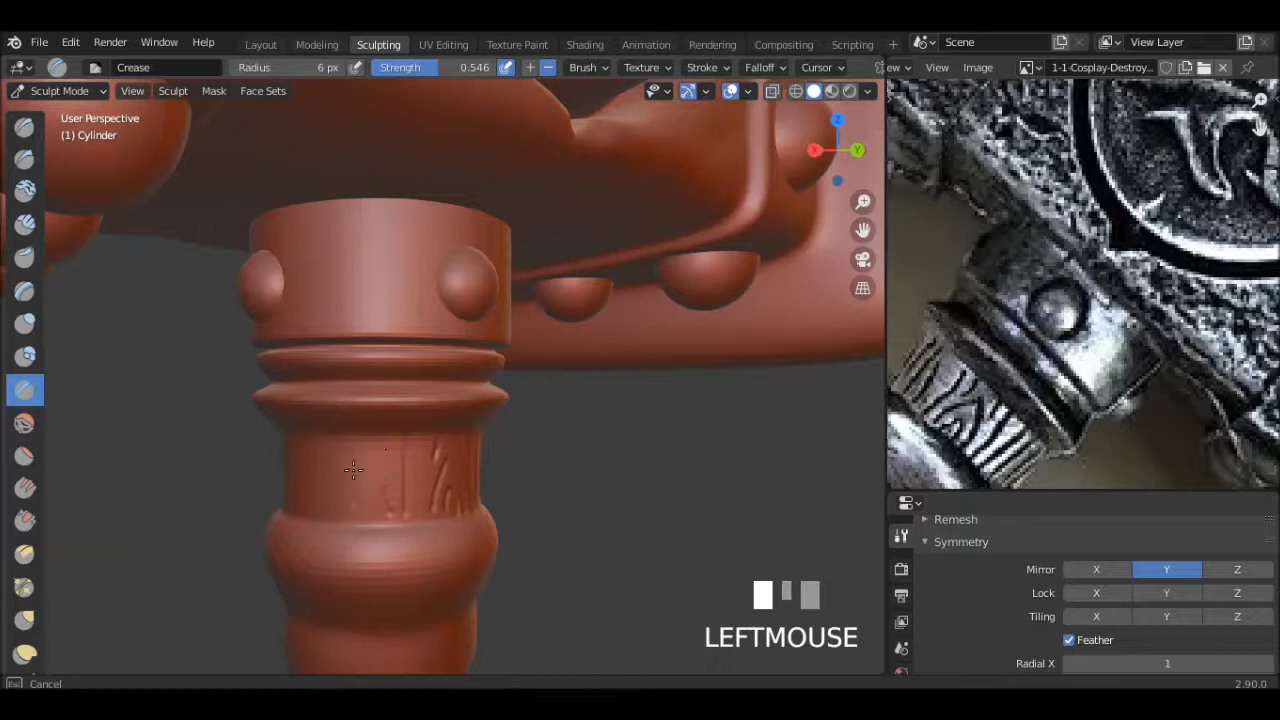 File Edit Render Window Help Layout Modeling Sculpting UV Editing Texture Paint Shading Animation Rendering Compositing Scripting + Scene View Layer
Crease Radius 6 px Strength 0.546 Brush Texture Stroke Falloff Cursor View Image 1-1-Cosplay-Destroy...
Sculpt Mode View Sculpt Mask Face Sets
User Perspective
(1) Cylinder
Z
X Y
Remesh
Symmetry
Mirror X Y Z
Lock X Y Z
Tiling X Y Z
Feather
Radial X 1
LEFTMOUSE
Cancel 2.90.0